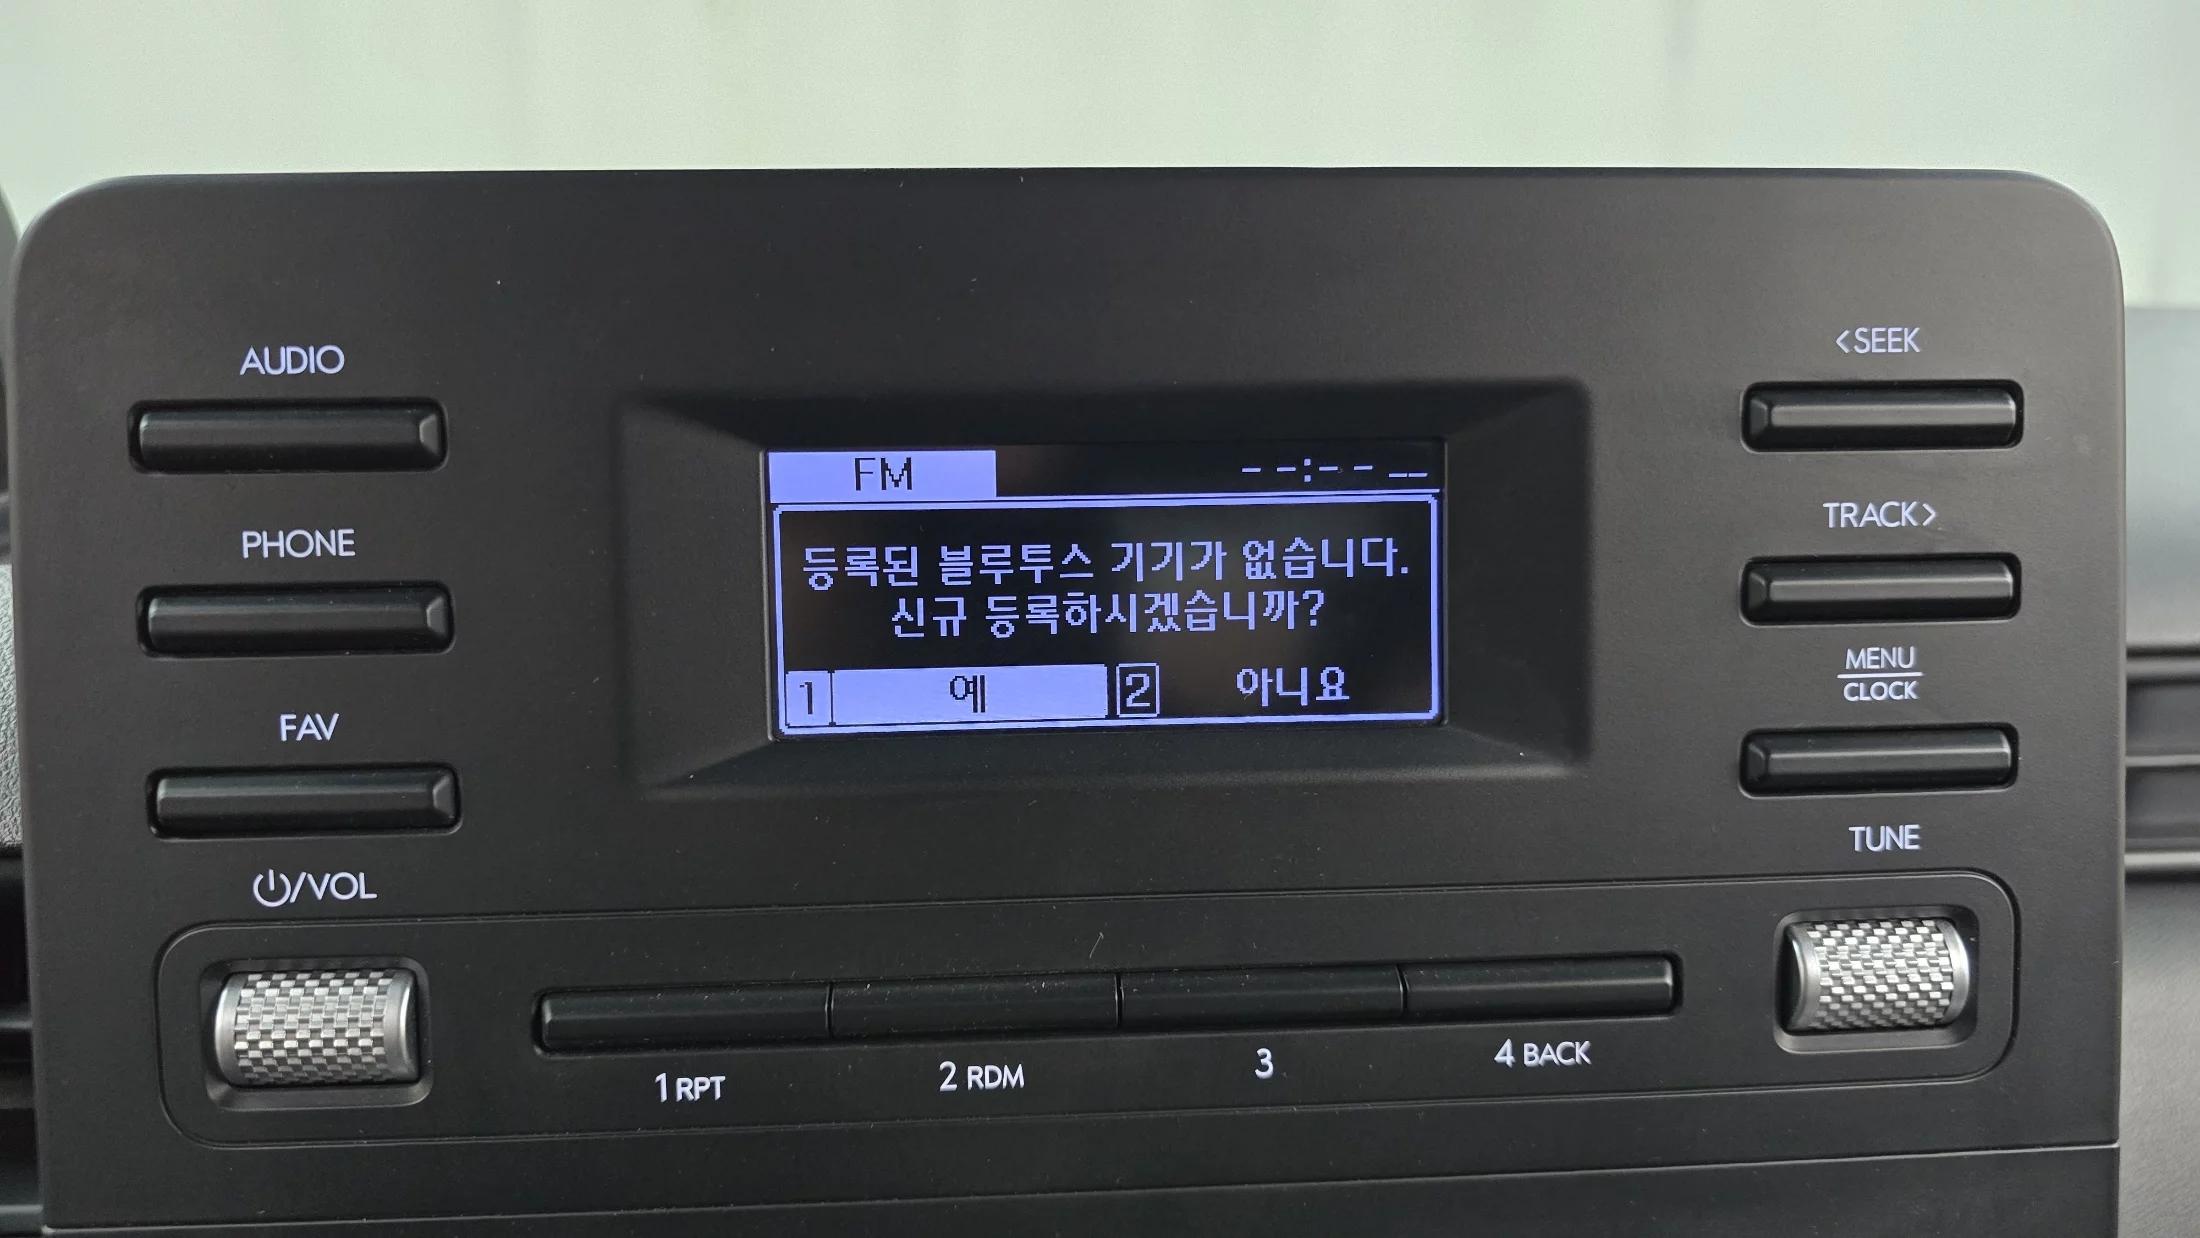 AUDIO
PHONE
FAV
/VOL
FM
--:-- --
등록된 블루투스 기기가 없습니다.
신규 등록하시겠습니까?
1 예 2 아니요
<SEEK
TRACK>
MENU
CLOCK
TUNE
1 RPT
2 RDM
3
4 BACK